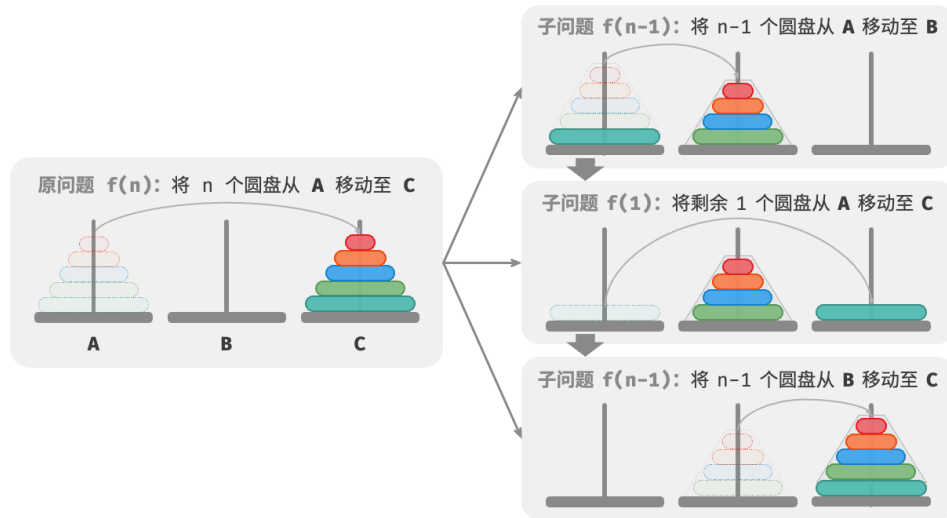 原问题 f(n)：将 n 个圆盘从 A 移动至 C
A B C
子问题 f(n-1)：将 n-1 个圆盘从 A 移动至 B
子问题 f(1)：将剩余 1 个圆盘从 A 移动至 C
子问题 f(n-1)：将 n-1 个圆盘从 B 移动至 C